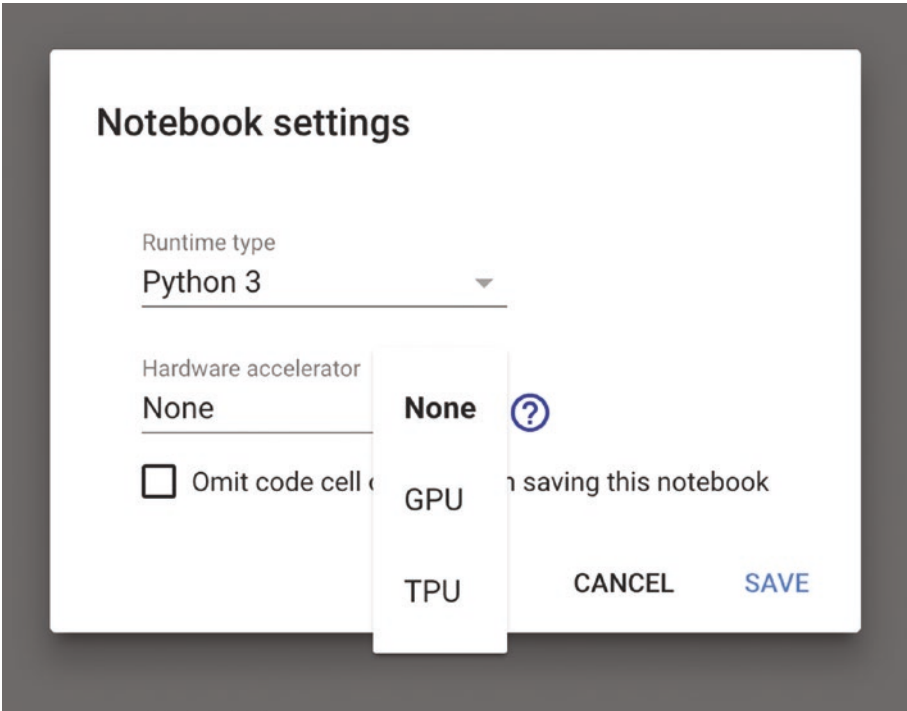 Notebook settings
Runtime type
Python 3
Hardware accelerator
None
None
Omit code cell saving this notebook
GPU
TPU
CANCEL SAVE